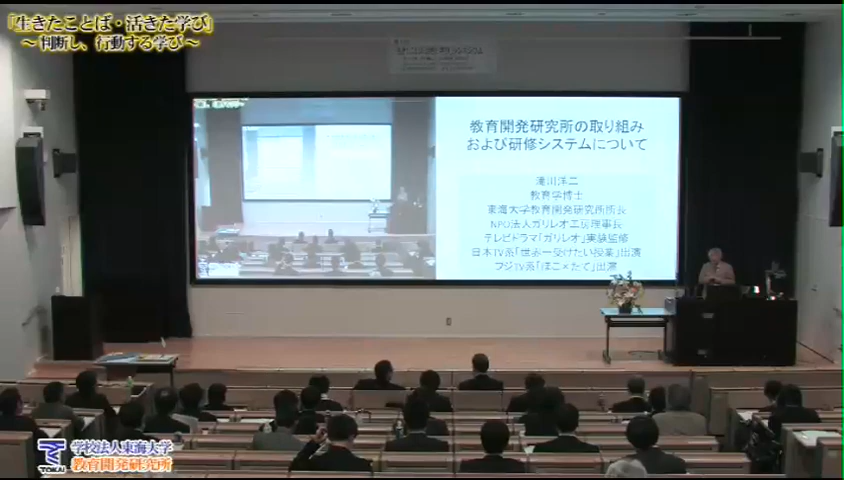 「生きたことば・活きた学び」
～判断し、行動する学び～
教育開発研究所の取り組み
および研修システムについて
滝川洋二
教育学博士
東海大学教育開発研究所所長
NPO法人ガリレオ工房理事長
テレビドラマ「ガリレオ」実験監修
日本TV系「世界一受けたい授業」出演
フジTV系「ほこ×たて」出演
TOKAI
学校法人東海大学
教育開発研究所